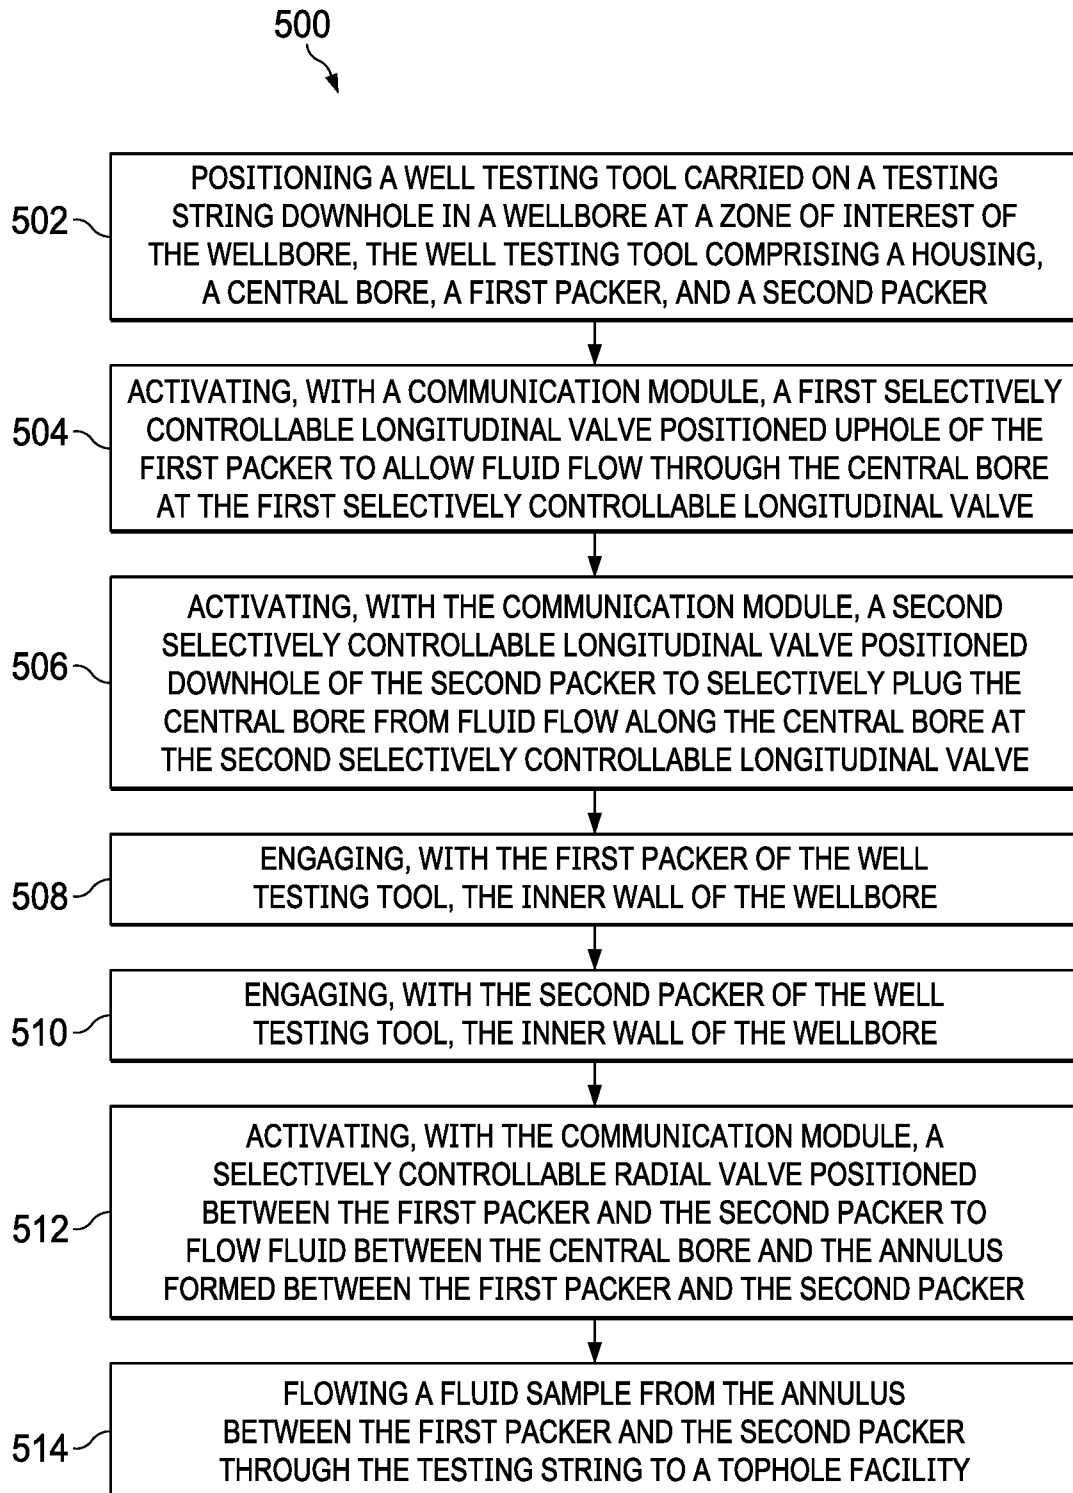 500
502
POSITIONING A WELL TESTING TOOL CARRIED ON A TESTING
STRING DOWNHOLE IN A WELLBORE AT A ZONE OF INTEREST OF
THE WELLBORE, THE WELL TESTING TOOL COMPRISING A HOUSING,
A CENTRAL BORE, A FIRST PACKER, AND A SECOND PACKER
504
ACTIVATING, WITH A COMMUNICATION MODULE, A FIRST SELECTIVELY
CONTROLLABLE LONGITUDINAL VALVE POSITIONED UPHOLE OF THE
FIRST PACKER TO ALLOW FLUID FLOW THROUGH THE CENTRAL BORE
AT THE FIRST SELECTIVELY CONTROLLABLE LONGITUDINAL VALVE
506
ACTIVATING, WITH THE COMMUNICATION MODULE, A SECOND
SELECTIVELY CONTROLLABLE LONGITUDINAL VALVE POSITIONED
DOWNHOLE OF THE SECOND PACKER TO SELECTIVELY PLUG THE
CENTRAL BORE FROM FLUID FLOW ALONG THE CENTRAL BORE AT
THE SECOND SELECTIVELY CONTROLLABLE LONGITUDINAL VALVE
508
ENGAGING, WITH THE FIRST PACKER OF THE WELL
TESTING TOOL, THE INNER WALL OF THE WELLBORE
510
ENGAGING, WITH THE SECOND PACKER OF THE WELL
TESTING TOOL, THE INNER WALL OF THE WELLBORE
512
ACTIVATING, WITH THE COMMUNICATION MODULE, A
SELECTIVELY CONTROLLABLE RADIAL VALVE POSITIONED
BETWEEN THE FIRST PACKER AND THE SECOND PACKER TO
FLOW FLUID BETWEEN THE CENTRAL BORE AND THE ANNULUS
FORMED BETWEEN THE FIRST PACKER AND THE SECOND PACKER
514
FLOWING A FLUID SAMPLE FROM THE ANNULUS
BETWEEN THE FIRST PACKER AND THE SECOND PACKER
THROUGH THE TESTING STRING TO A TOPHOLE FACILITY